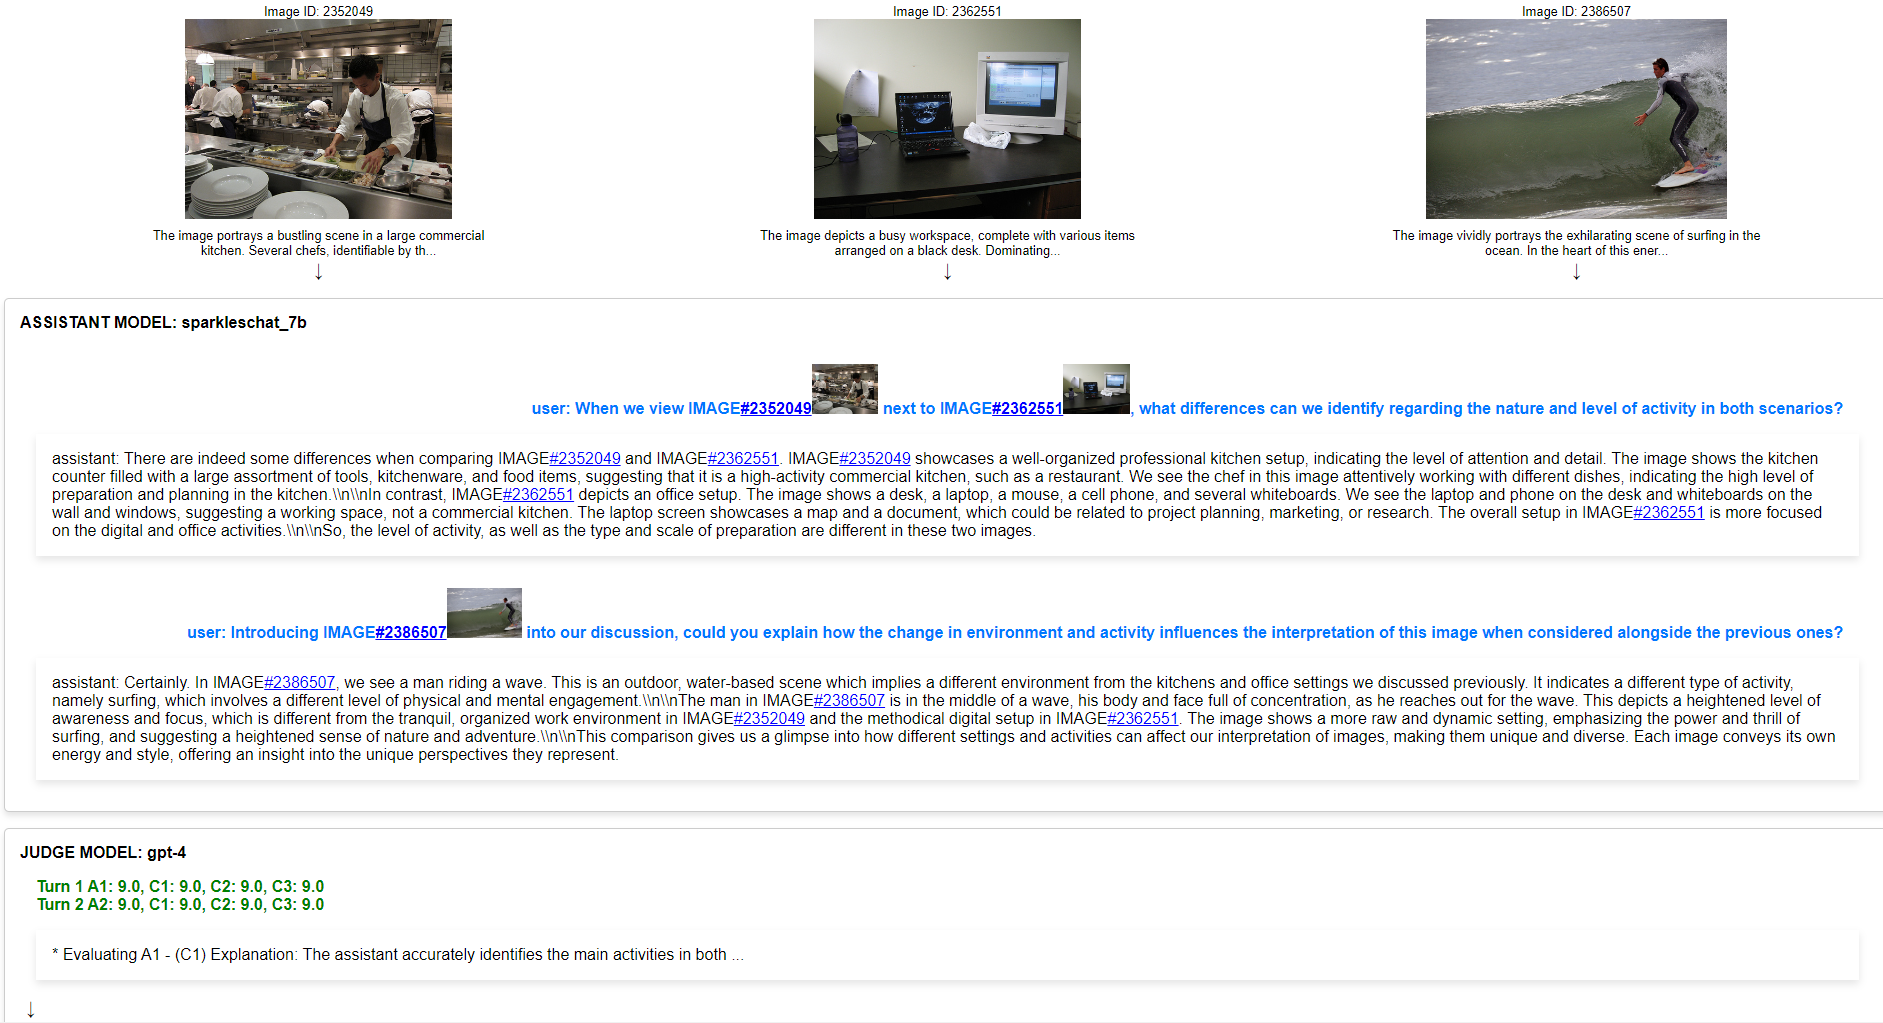 Image ID: 2352049
Image ID: 2362551
Image ID: 2386507
The image portrays a bustling scene in a large commercial
kitchen. Several chefs, identifiable by th...
↓
The image depicts a busy workspace, complete with various items
arranged on a black desk. Dominating...
↓
The image vividly portrays the exhilarating scene of surfing in the
ocean. In the heart of this ener...
↓
ASSISTANT MODEL: sparkleschat_7b
user: When we view IMAGE#2352049 next to IMAGE#2362551, what differences can we identify regarding the nature and level of activity in both scenarios?
assistant: There are indeed some differences when comparing IMAGE#2352049 and IMAGE#2362551. IMAGE#2352049 showcases a well-organized professional kitchen setup, indicating the level of attention and detail. The image shows the kitchen
counter filled with a large assortment of tools, kitchenware, and food items, suggesting that it is a high-activity commercial kitchen, such as a restaurant. We see the chef in this image attentively working with different dishes, indicating the high level of
preparation and planning in the kitchen.\\n\\nIn contrast, IMAGE#2362551 depicts an office setup. The image shows a desk, a laptop, a mouse, a cell phone, and several whiteboards. We see the laptop and phone on the desk and whiteboards on the
wall and windows, suggesting a working space, not a commercial kitchen. The laptop screen showcases a map and a document, which could be related to project planning, marketing, or research. The overall setup in IMAGE#2362551 is more focused
on the digital and office activities.\\n\\nSo, the level of activity, as well as the type and scale of preparation are different in these two images.
user: Introducing IMAGE#2386507 into our discussion, could you explain how the change in environment and activity influences the interpretation of this image when considered alongside the previous ones?
assistant: Certainly. In IMAGE#2386507, we see a man riding a wave. This is an outdoor, water-based scene which implies a different environment from the kitchens and office settings we discussed previously. It indicates a different type of activity,
namely surfing, which involves a different level of physical and mental engagement.\\n\\nThe man in IMAGE#2386507 is in the middle of a wave, his body and face full of concentration, as he reaches out for the wave. This depicts a heightened level of
awareness and focus, which is different from the tranquil, organized work environment in IMAGE#2352049 and the methodical digital setup in IMAGE#2362551. The image shows a more raw and dynamic setting, emphasizing the power and thrill of
surfing, and suggesting a heightened sense of nature and adventure.\\n\\nThis comparison gives us a glimpse into how different settings and activities can affect our interpretation of images, making them unique and diverse. Each image conveys its own
energy and style, offering an insight into the unique perspectives they represent.
JUDGE MODEL: gpt-4
Turn 1 A1: 9.0, C1: 9.0, C2: 9.0, C3: 9.0
Turn 2 A2: 9.0, C1: 9.0, C2: 9.0, C3: 9.0
* Evaluating A1 - (C1) Explanation: The assistant accurately identifies the main activities in both ...
↓